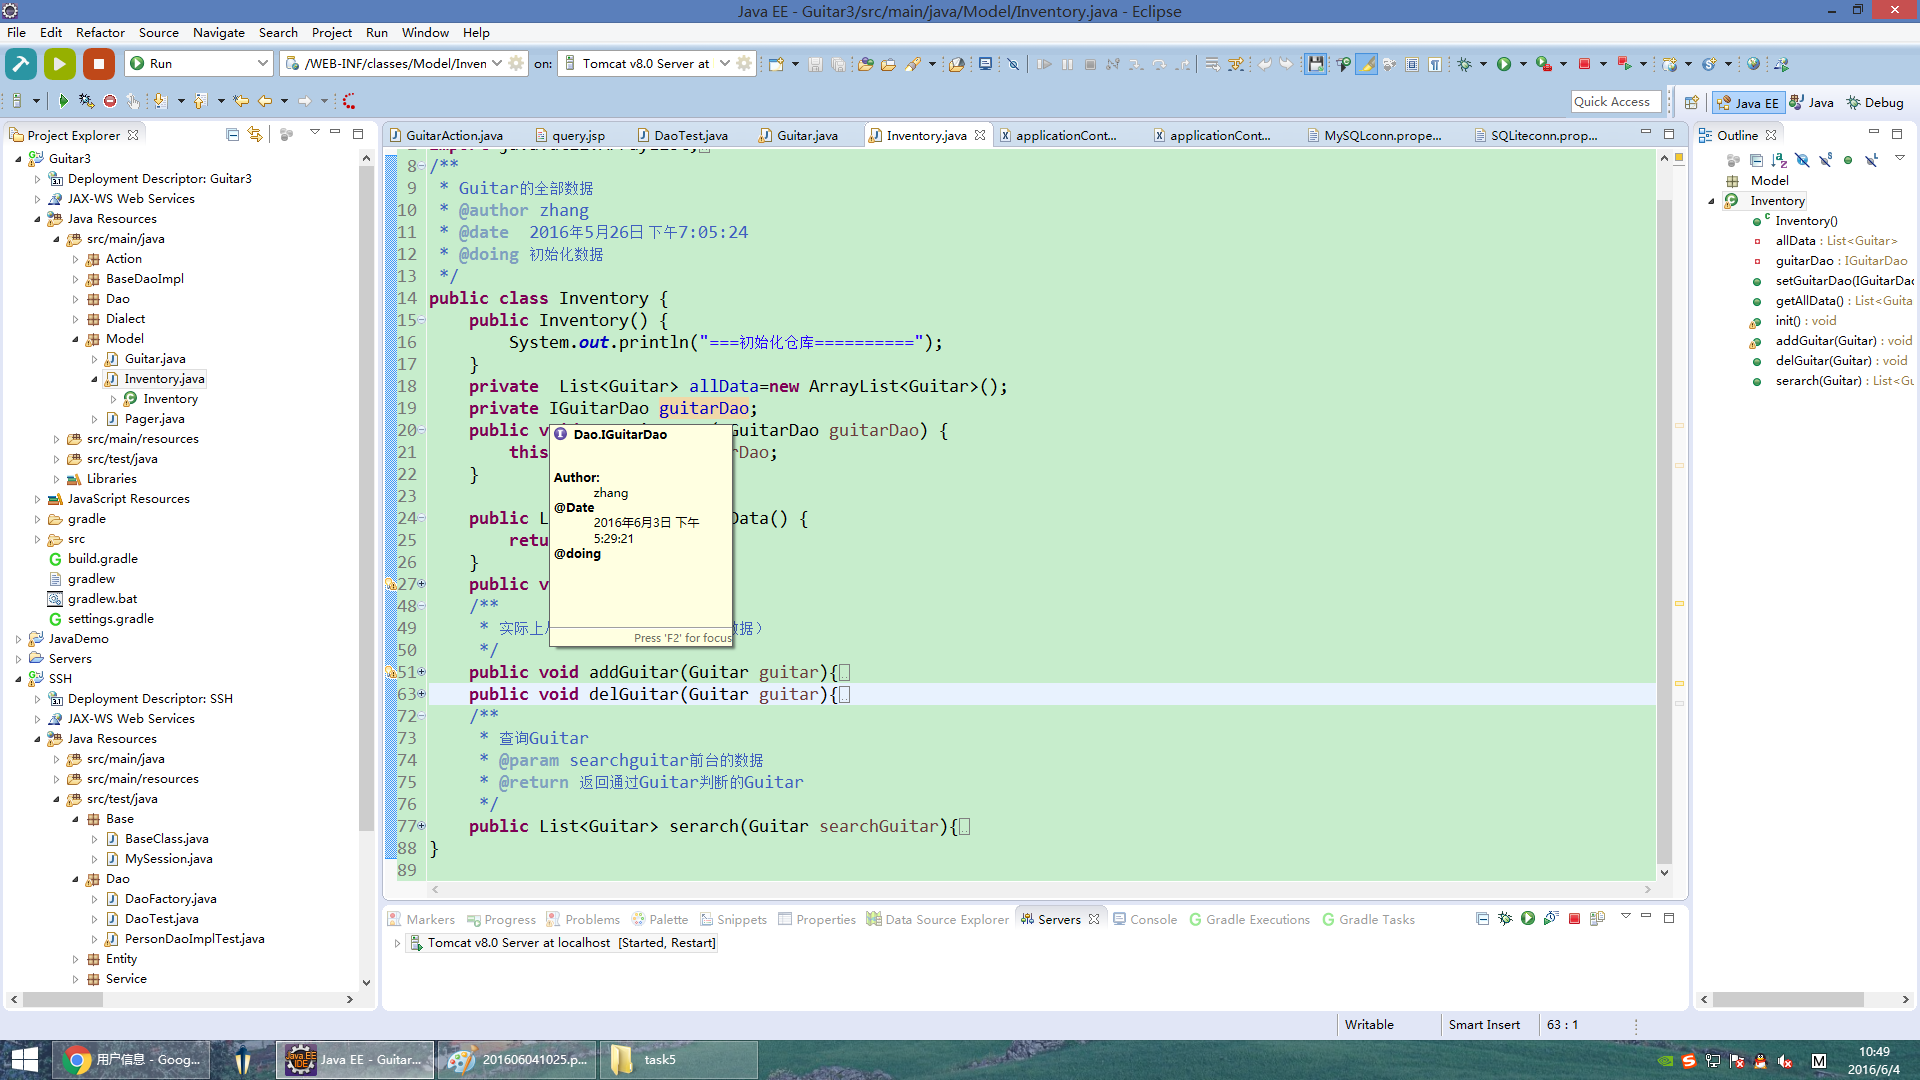 Java EE - Guitar3/src/main/java/Model/Inventory.java - Eclipse
File Edit Refactor Source Navigate Search Project Run Window Help
Run /WEB-INF/classes/Model/Inven on: Tomcat v8.0 Server at
Quick Access Java EE Java Debug
Project Explorer
Guitar3
Deployment Descriptor: Guitar3
JAX-WS Web Services
Java Resources
src/main/java
Action
BaseDaoImpl
Dao
Dialect
Model
Guitar.java
Inventory.java
Inventory
Pager.java
src/main/resources
src/test/java
Libraries
JavaScript Resources
gradle
src
build.gradle
gradlew
gradlew.bat
settings.gradle
JavaDemo
Servers
SSH
Deployment Descriptor: SSH
JAX-WS Web Services
Java Resources
src/main/java
src/main/resources
src/test/java
Base
BaseClass.java
MySession.java
Dao
DaoFactory.java
DaoTest.java
PersonDaoImplTest.java
Entity
Service
GuitarAction.java query.jsp DaoTest.java Guitar.java Inventory.java applicationCont... applicationCont... MySQLconn.prope... SQLiteconn.prop...
8 /**
9 * Guitar的全部数据
10 * @author zhang
11 * @date 2016年5月26日 下午7:05:24
12 * @doing 初始化数据
13 */
14 public class Inventory {
15 public Inventory() {
16 System.out.println("===初始化仓库==========");
17 }
18 private List<Guitar> allData=new ArrayList<Guitar>();
19 private IGuitarDao guitarDao;
20 public v GuitarDao guitarDao) {
21 this rDao;
22 }
23
24 public L Data() {
25 retu
26 }
27 public v
48 /**
49 * 实际上 数据）
50 */
51 public void addGuitar(Guitar guitar){
63 public void delGuitar(Guitar guitar){
72 /**
73 * 查询Guitar
74 * @param searchguitar前台的数据
75 * @return 返回通过Guitar判断的Guitar
76 */
77 public List<Guitar> serarch(Guitar searchGuitar){
88 }
89
Dao.IGuitarDao
Author:
zhang
@Date
2016年6月3日 下午
5:29:21
@doing
Press 'F2' for focus
Outline
Model
Inventory
Inventory()
allData : List<Guitar>
guitarDao : IGuitarDao
setGuitarDao(IGuitarDao
getAllData() : List<Guita
init() : void
addGuitar(Guitar) : void
delGuitar(Guitar) : void
serarch(Guitar) : List<Gu
Markers Progress Problems Palette Snippets Properties Data Source Explorer Servers Console Gradle Executions Gradle Tasks
Tomcat v8.0 Server at localhost [Started, Restart]
Writable Smart Insert 63 : 1
用户信息 - Goog... Java EE - Guitar... 201606041025.p... task5
M
10:49
2016/6/4